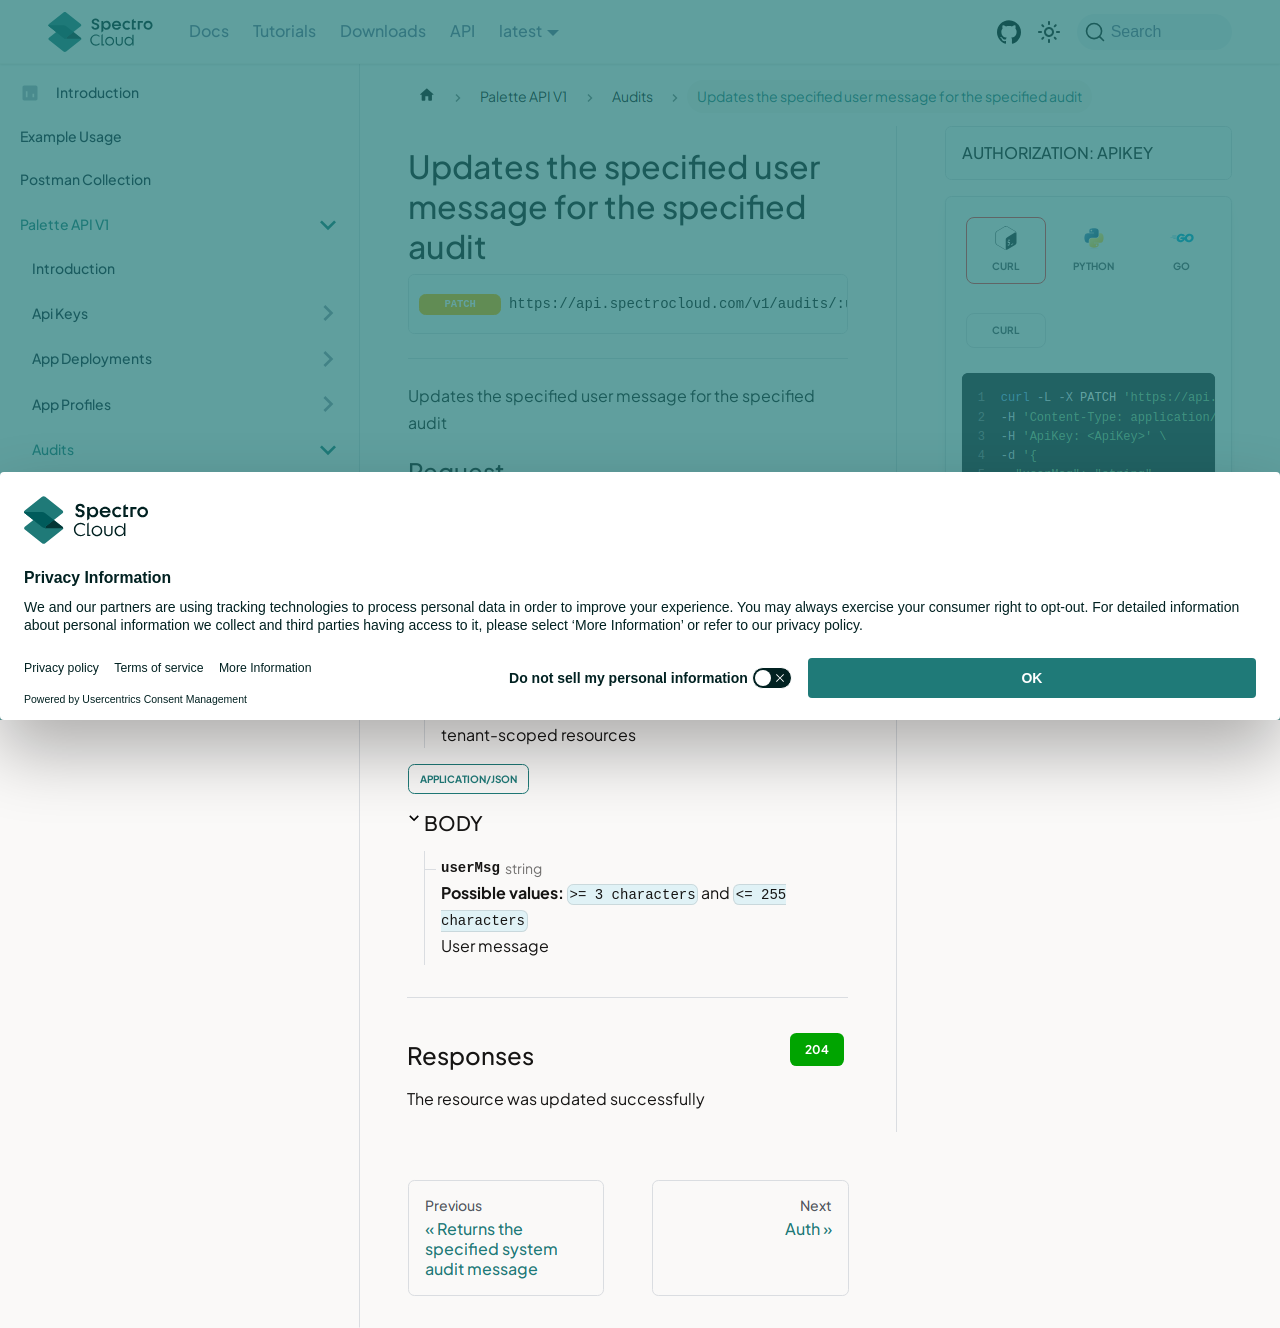 Spectro Cloud
Docs
Tutorials
Downloads
API
latest
Search
Introduction
Example Usage
Postman Collection
Palette API V1
Introduction
Api Keys
App Deployments
App Profiles
Audits
Palette API V1
Audits
Updates the specified user message for the specified audit
Updates the specified user
message for the specified
audit
PATCH
https://api.spectrocloud.com/v1/audits/
Updates the specified user message for the specified
audit
Request
AUTHORIZATION: APIKEY
CURL
PYTHON
GO
CURL
1 curl -L -X PATCH 'https://api.
2 -H 'Content-Type: application/
3 -H 'ApiKey: <ApiKey>' \
4 -d '{
"userMsg": "string"
Spectro
Cloud
Privacy Information
We and our partners are using tracking technologies to process personal data in order to improve your experience. You may always exercise your consumer right to opt-out. For detailed information
about personal information we collect and third parties having access to it, please select ‘More Information’ or refer to our privacy policy.
Privacy policy
Terms of service
More Information
Do not sell my personal information
OK
Powered by Usercentrics Consent Management
tenant-scoped resources
APPLICATION/JSON
BODY
userMsg string
Possible values: >= 3 characters and <= 255
characters
User message
Responses
204
The resource was updated successfully
Previous
« Returns the
specified system
audit message
Next
Auth »